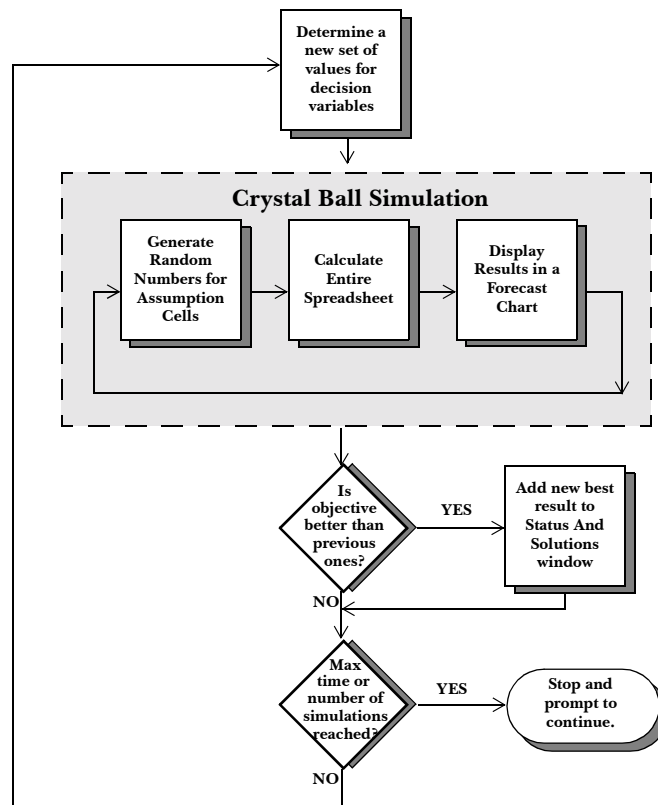 Determine a
new set of
values for
decision
variables
Crystal Ball Simulation
Generate
Random
Numbers for
Assumption
Cells
Calculate
Entire
Spreadsheet
Display
Results in a
Forecast
Chart
Is
objective
better than
previous
ones?
YES
Add new best
result to
Status And
Solutions
window
NO
Max
time or
number of
simulations
reached?
YES
Stop and
prompt to
continue.
NO